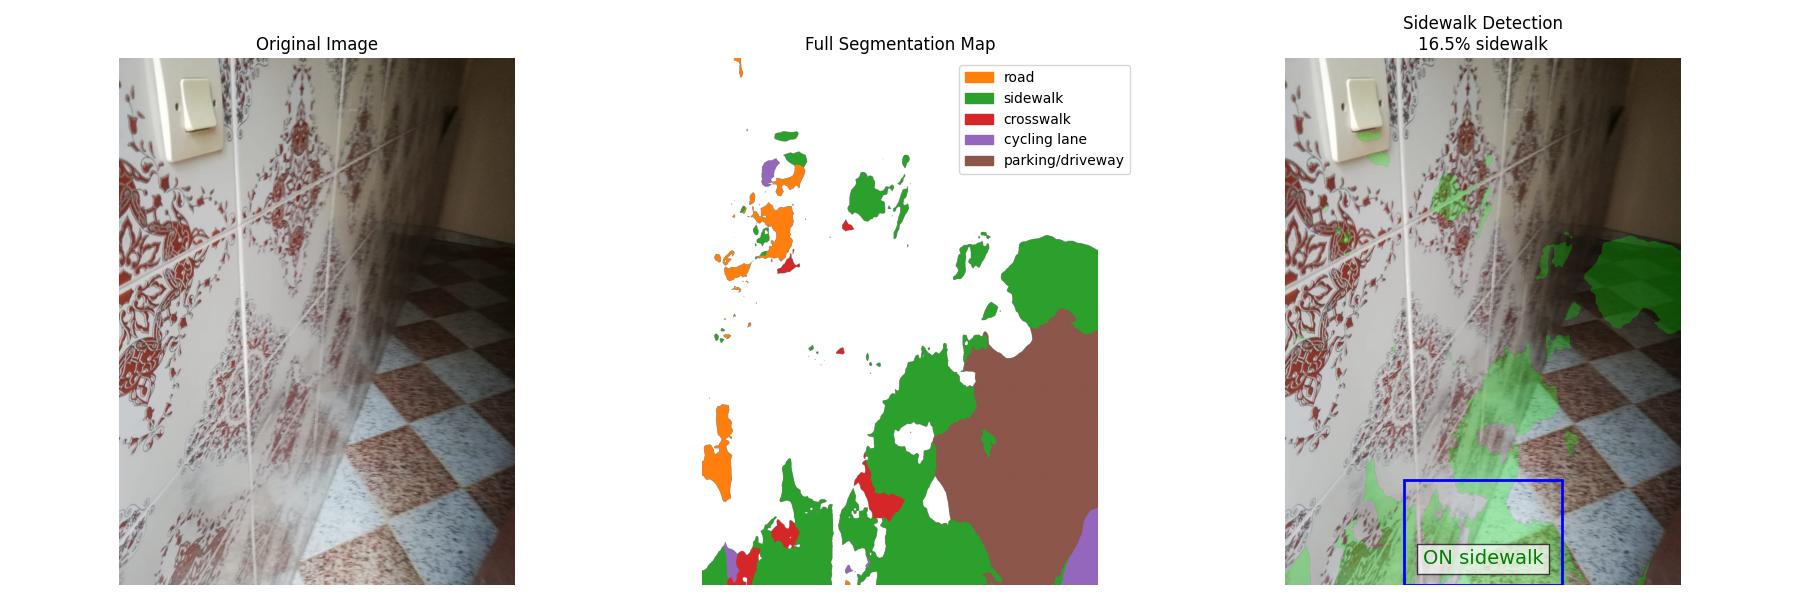 Original Image
Full Segmentation Map
road
sidewalk
crosswalk
cycling lane
parking/driveway
Sidewalk Detection
16.5% sidewalk
ON sidewalk